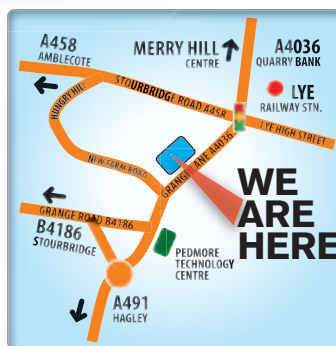 A458
AMBLECOTE
MERRY HILL
CENTRE
A4036
QUARRY BANK
STOURBRIDGE ROAD A458
LYE
RAILWAY STN.
HUNGRY HILL
LYE HIGH STREET
NEW FARM ROAD
GRANGE LANE A4036
WE
ARE
HERE
GRANGE ROAD B4186
B4186
STOURBRIDGE
PEDMORE
TECHNOLOGY
CENTRE
A491
HAGLEY